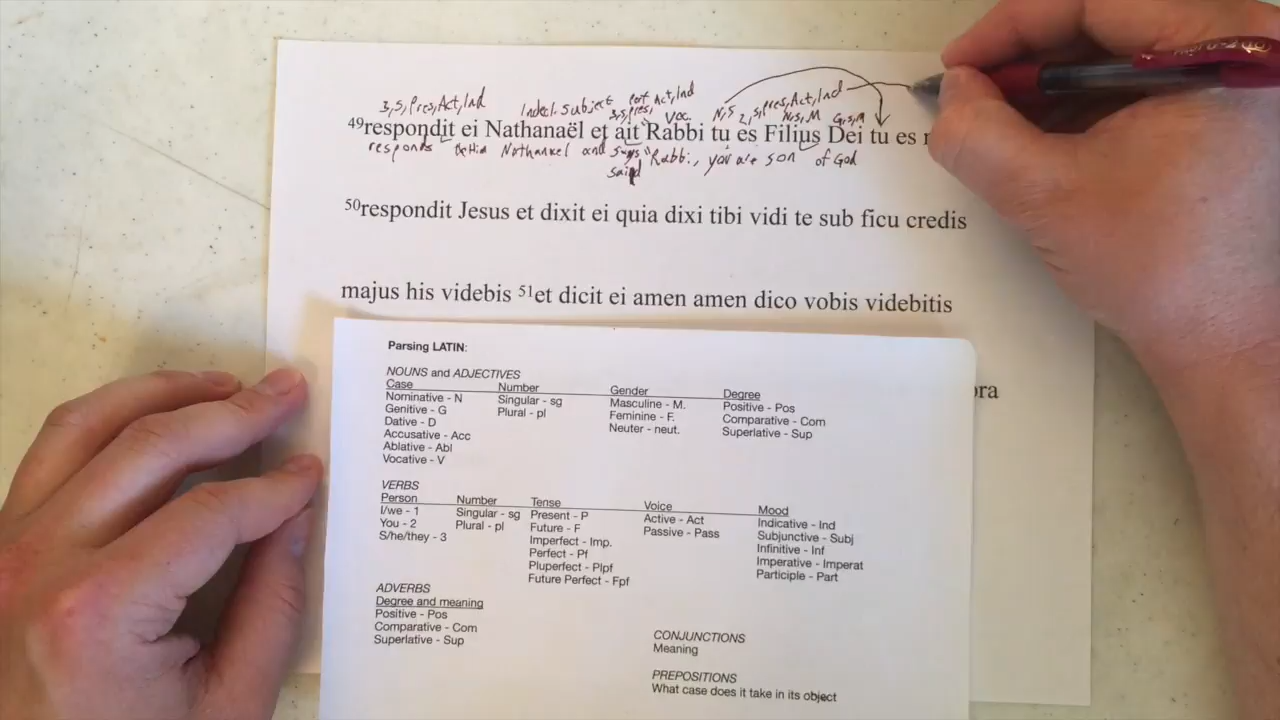 3,S,Pres,Act,Ind Indecl. Subject Perf Act,Ind
3,S,Pres, Voc. N,S 2,S,Pres,Act,Ind N,S,M G,S,M
49respondit ei Nathanaël et ait Rabbi tu es Filius Dei tu es
responds Nathanael and says "Rabbi, you are son of God
said
50respondit Jesus et dixit ei quia dixi tibi vidi te sub ficu credis
majus his videbis 51et dicit ei amen amen dico vobis videbitis
ora
Parsing LATIN:
NOUNS and ADJECTIVES
Case Number Gender Degree
Nominative - N Singular - sg Masculine - M. Positive - Pos
Genitive - G Plural - pl Feminine - F. Comparative - Com
Dative - D Neuter - neut. Superlative - Sup
Accusative - Acc
Ablative - Abl
Vocative - V
VERBS
Person Number Tense Voice Mood
I/we - 1 Singular - sg Present - P Active - Act Indicative - Ind
You - 2 Plural - pl Future - F Passive - Pass Subjunctive - Subj
S/he/they - 3 Imperfect - Imp. Infinitive - Inf
Perfect - Pf Imperative - Imperat
Pluperfect - Plpf Participle - Part
Future Perfect - Fpf
ADVERBS
Degree and meaning
Positive - Pos
Comparative - Com
Superlative - Sup
CONJUNCTIONS
Meaning
PREPOSITIONS
What case does it take in its object